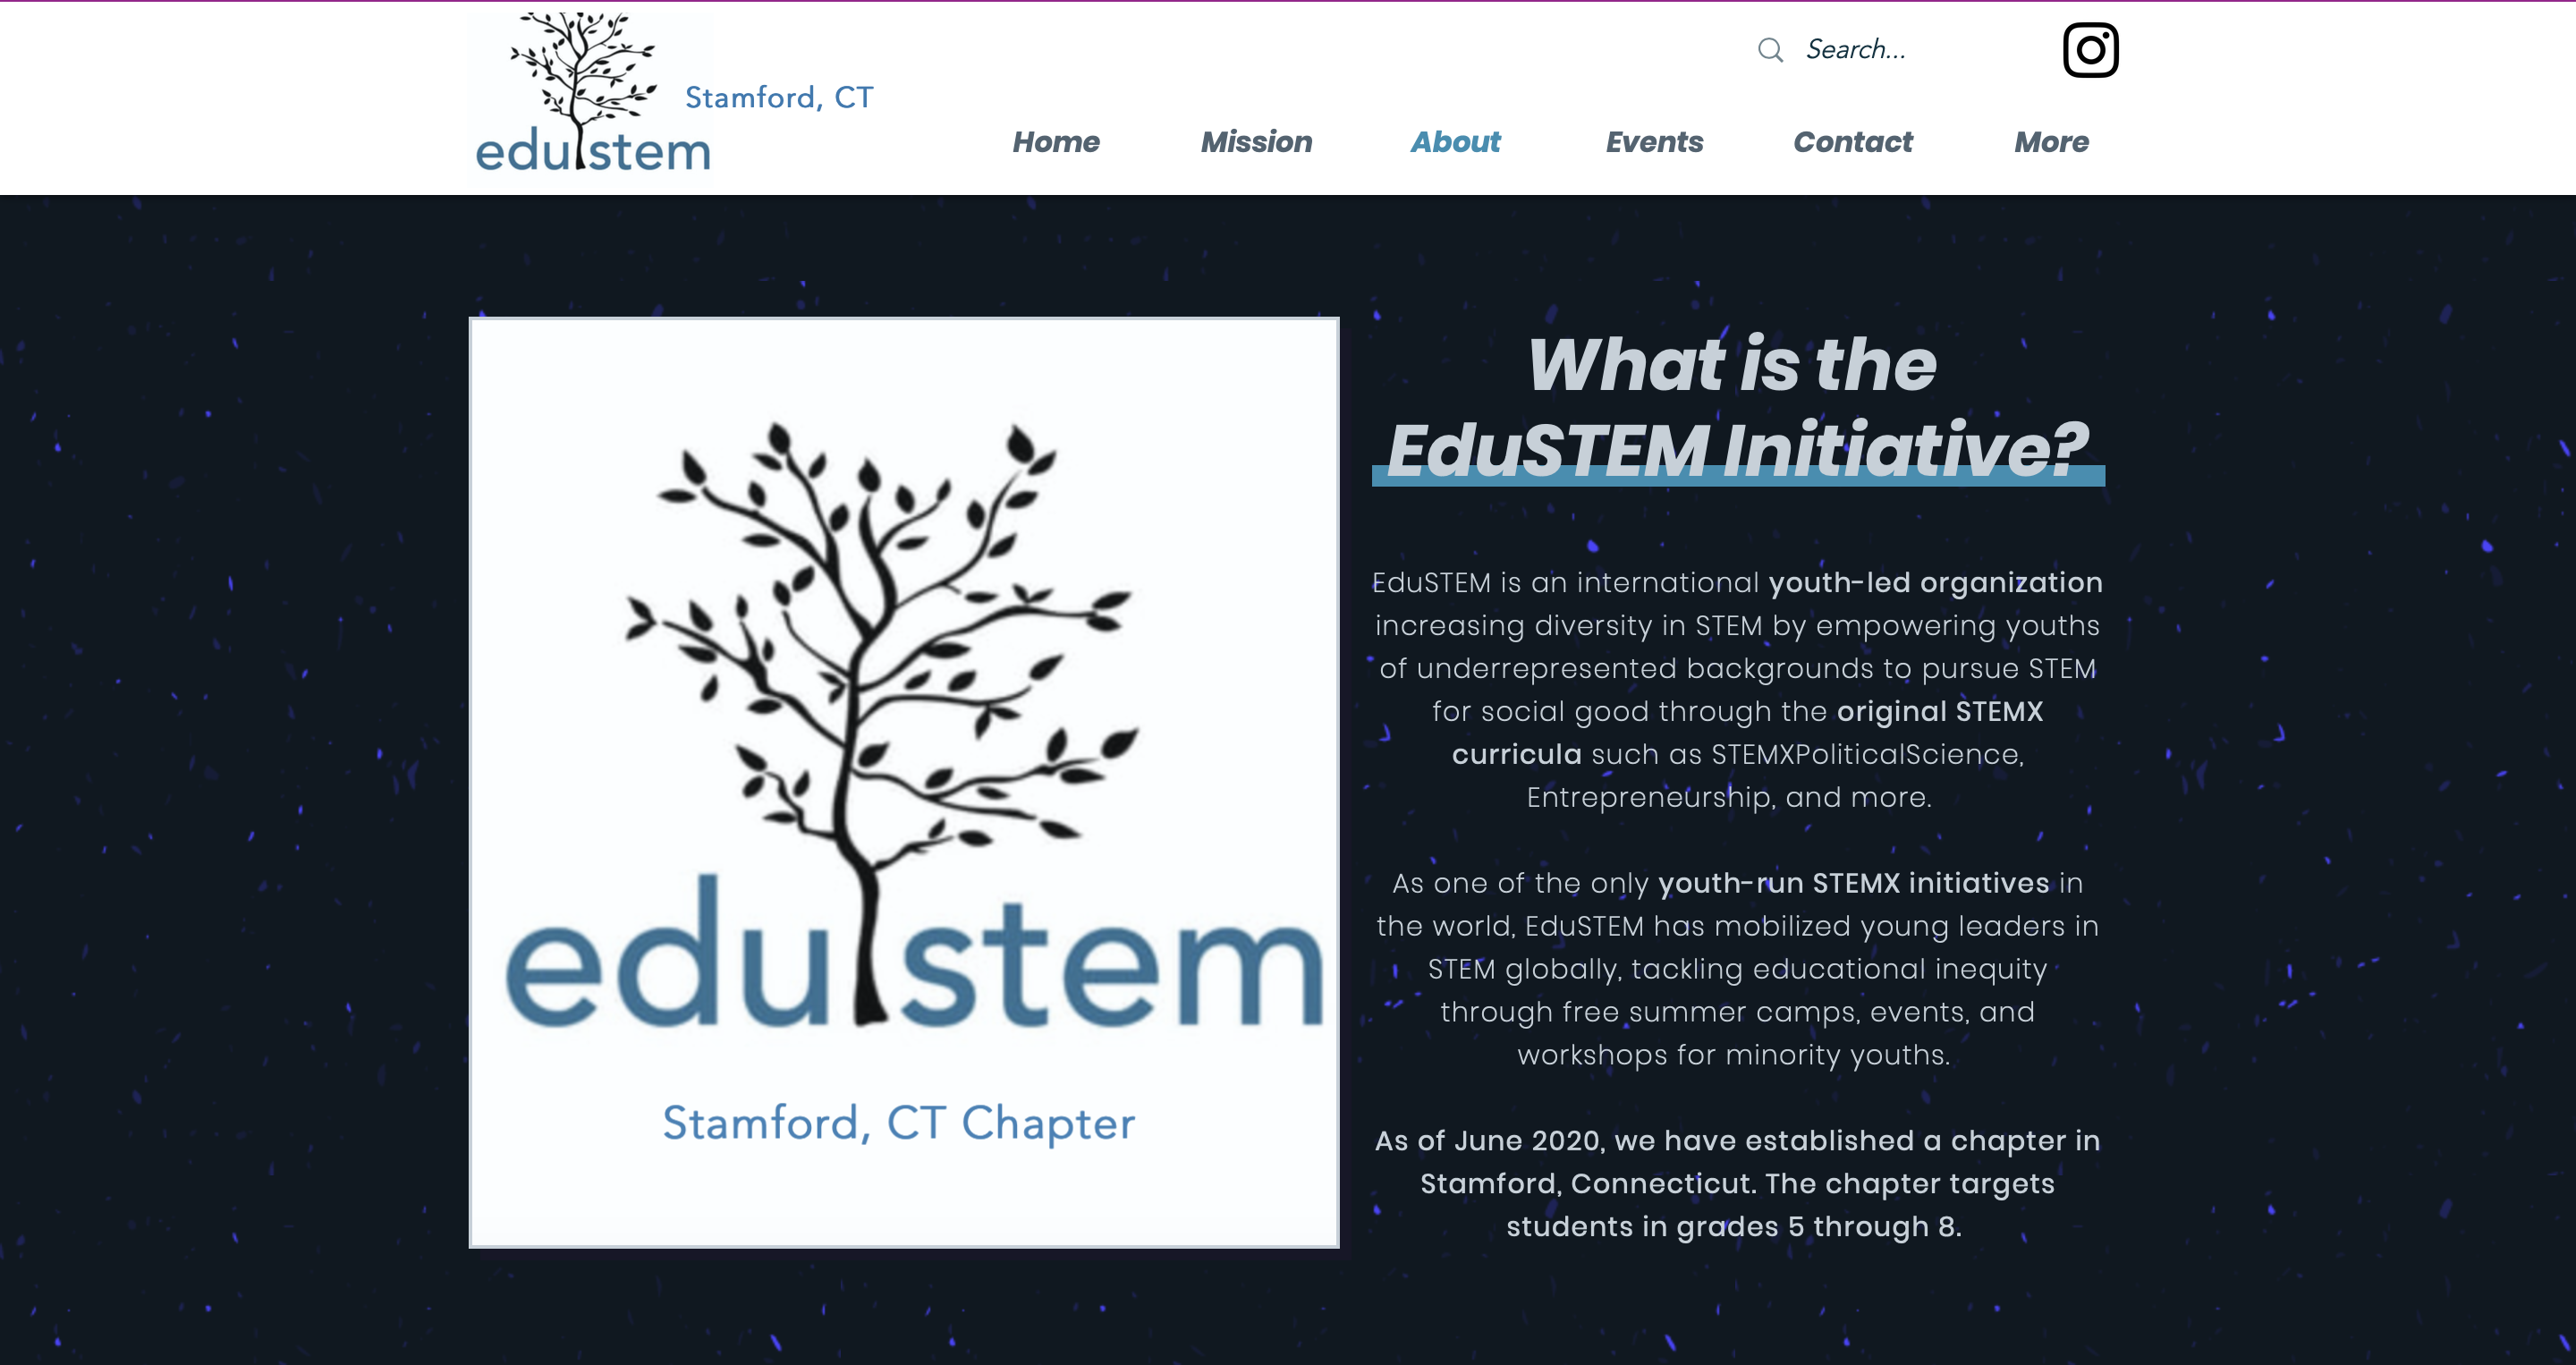 Stamford, CT
edu stem
Search...
Home Mission About Events Contact More
edu stem
Stamford, CT Chapter
What is the
EduSTEM Initiative?
EduSTEM is an international youth-led organization
increasing diversity in STEM by empowering youths
of underrepresented backgrounds to pursue STEM
for social good through the original STEMX
curricula such as STEMXPoliticalScience,
Entrepreneurship, and more.
As one of the only youth-run STEMX initiatives in
the world, EduSTEM has mobilized young leaders in
STEM globally, tackling educational inequity
through free summer camps, events, and
workshops for minority youths.
As of June 2020, we have established a chapter in
Stamford, Connecticut. The chapter targets
students in grades 5 through 8.